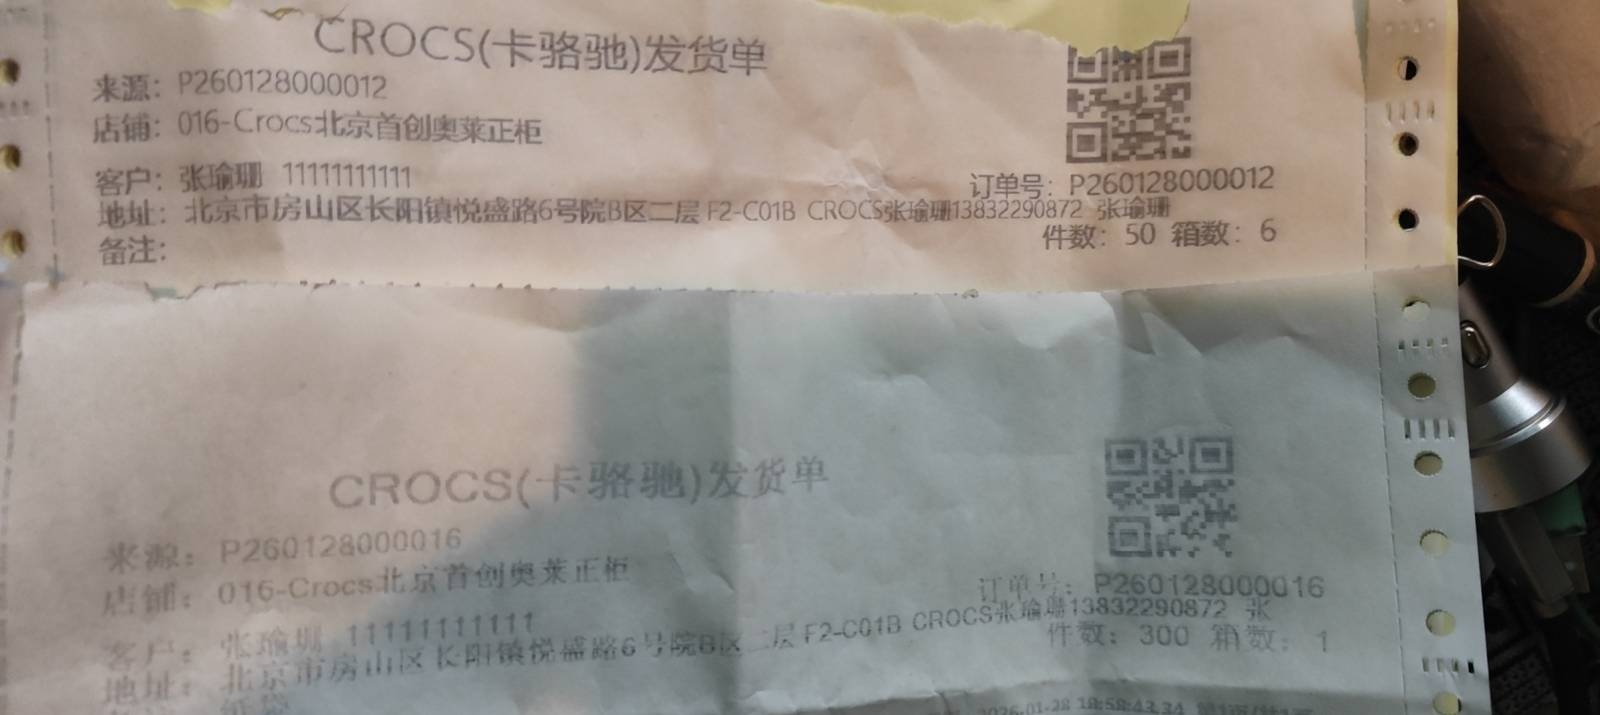 CROCS(卡骆驰)发货单
来源: P260128000012
店铺: 016-Crocs北京首创奥莱正柜
客户: 张瑜珊 11111111111
订单号: P260128000012
地址: 北京市房山区长阳镇悦盛路6号院B区二层 F2-C01B CROCS张瑜珊13832290872 张瑜珊
件数: 50 箱数: 6
备注:
CROCS(卡骆驰)发货单
来源: P260128000016
店铺: 016-Crocs北京首创奥莱正柜
订单号: P260128000016
客户: 张瑜珊 11111111111
地址: 北京市房山区长阳镇悦盛路6号院B区二层 F2-C01B CROCS张瑜珊13832290872 张
件数: 300 箱数: 1
2026-01-28 18:58:43.34